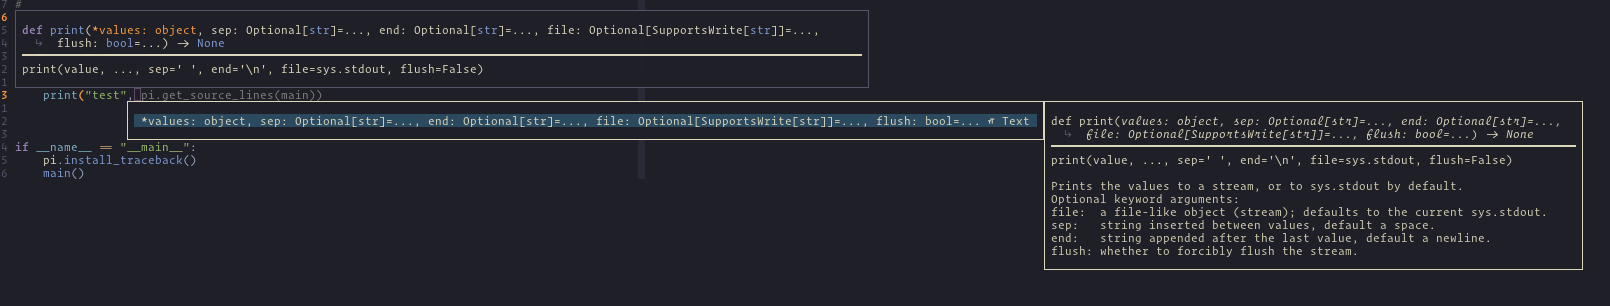 7 #
6
5 def print(*values: object, sep: Optional[str]=..., end: Optional[str]=..., file: Optional[SupportsWrite[str]]=...,
4 ↳ flush: bool=...) → None
3
2 print(value, ..., sep=' ', end='\n', file=sys.stdout, flush=False)
1
3 print("test", pi.get_source_lines(main))
1
2 *values: object, sep: Optional[str]=..., end: Optional[str]=..., file: Optional[SupportsWrite[str]]=..., flush: bool=... Text
3
4 if __name__ == "__main__":
5 pi.install_traceback()
6 main()
def print(values: object, sep: Optional[str]=..., end: Optional[str]=...,
↳ file: Optional[SupportsWrite[str]]=..., flush: bool=...) → None
print(value, ..., sep=' ', end='\n', file=sys.stdout, flush=False)
Prints the values to a stream, or to sys.stdout by default.
Optional keyword arguments:
file: a file-like object (stream); defaults to the current sys.stdout.
sep: string inserted between values, default a space.
end: string appended after the last value, default a newline.
flush: whether to forcibly flush the stream.